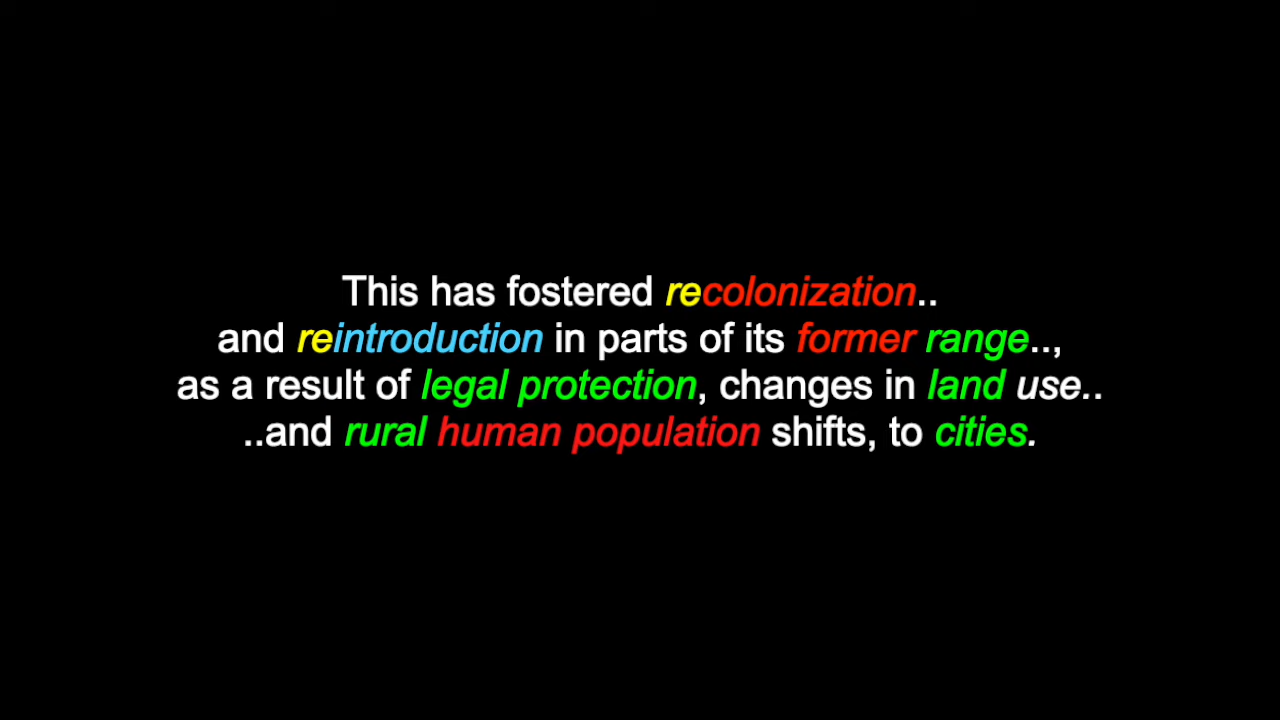 This has fostered recolonization..
and reintroduction in parts of its former range..,
as a result of legal protection, changes in land use..
..and rural human population shifts, to cities.